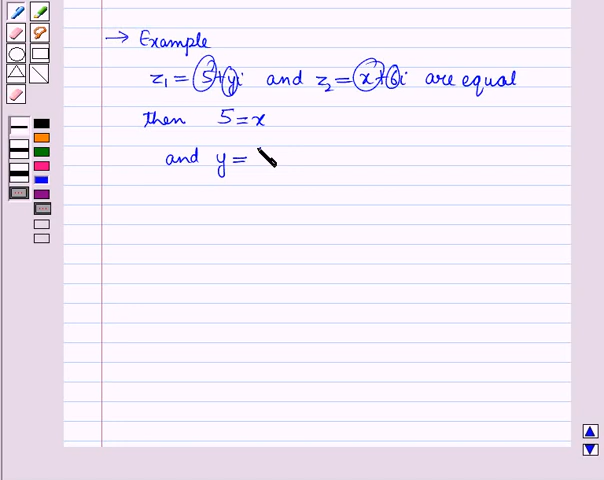 → Example
z₁ = 5+yi and z₂ = x+6i are equal
then 5 = x
and y =